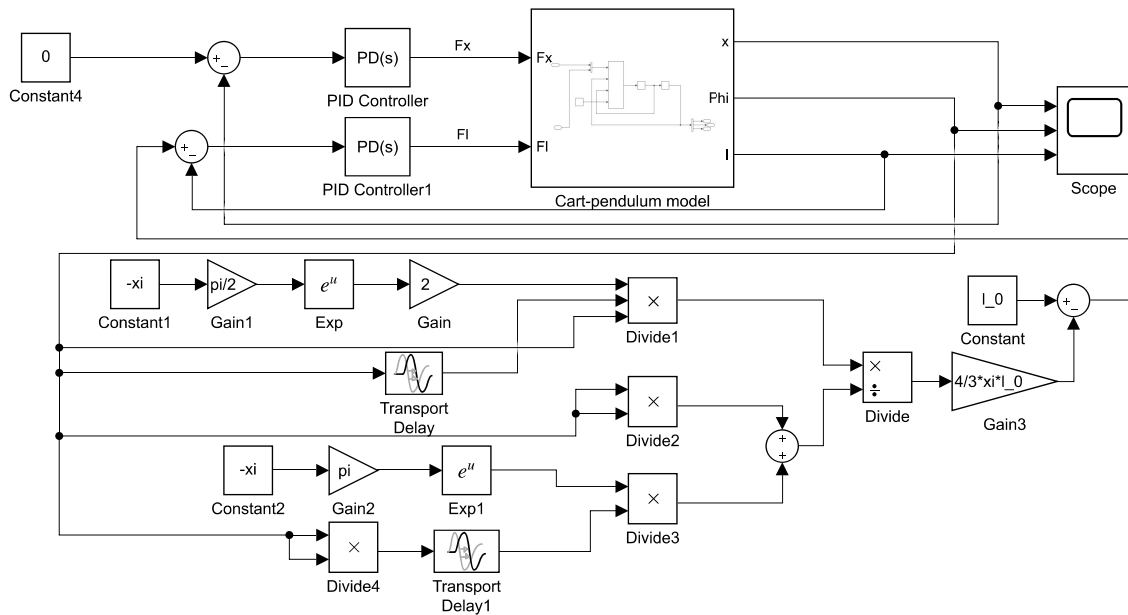 0
Constant4
+
−
PD(s)
PID Controller
Fx
Fx
x
Phi
l
Fl
Cart-pendulum model
Scope
+
−
PD(s)
PID Controller1
Fl
-xi
Constant1
pi/2
Gain1
e^u
Exp
2
Gain
×
Divide1
l_0
Constant
+
−
Transport
Delay
×
Divide2
×
÷
Divide
4/3*xi*l_0
Gain3
+
+
-xi
Constant2
pi
Gain2
e^u
Exp1
×
Divide3
×
Divide4
Transport
Delay1